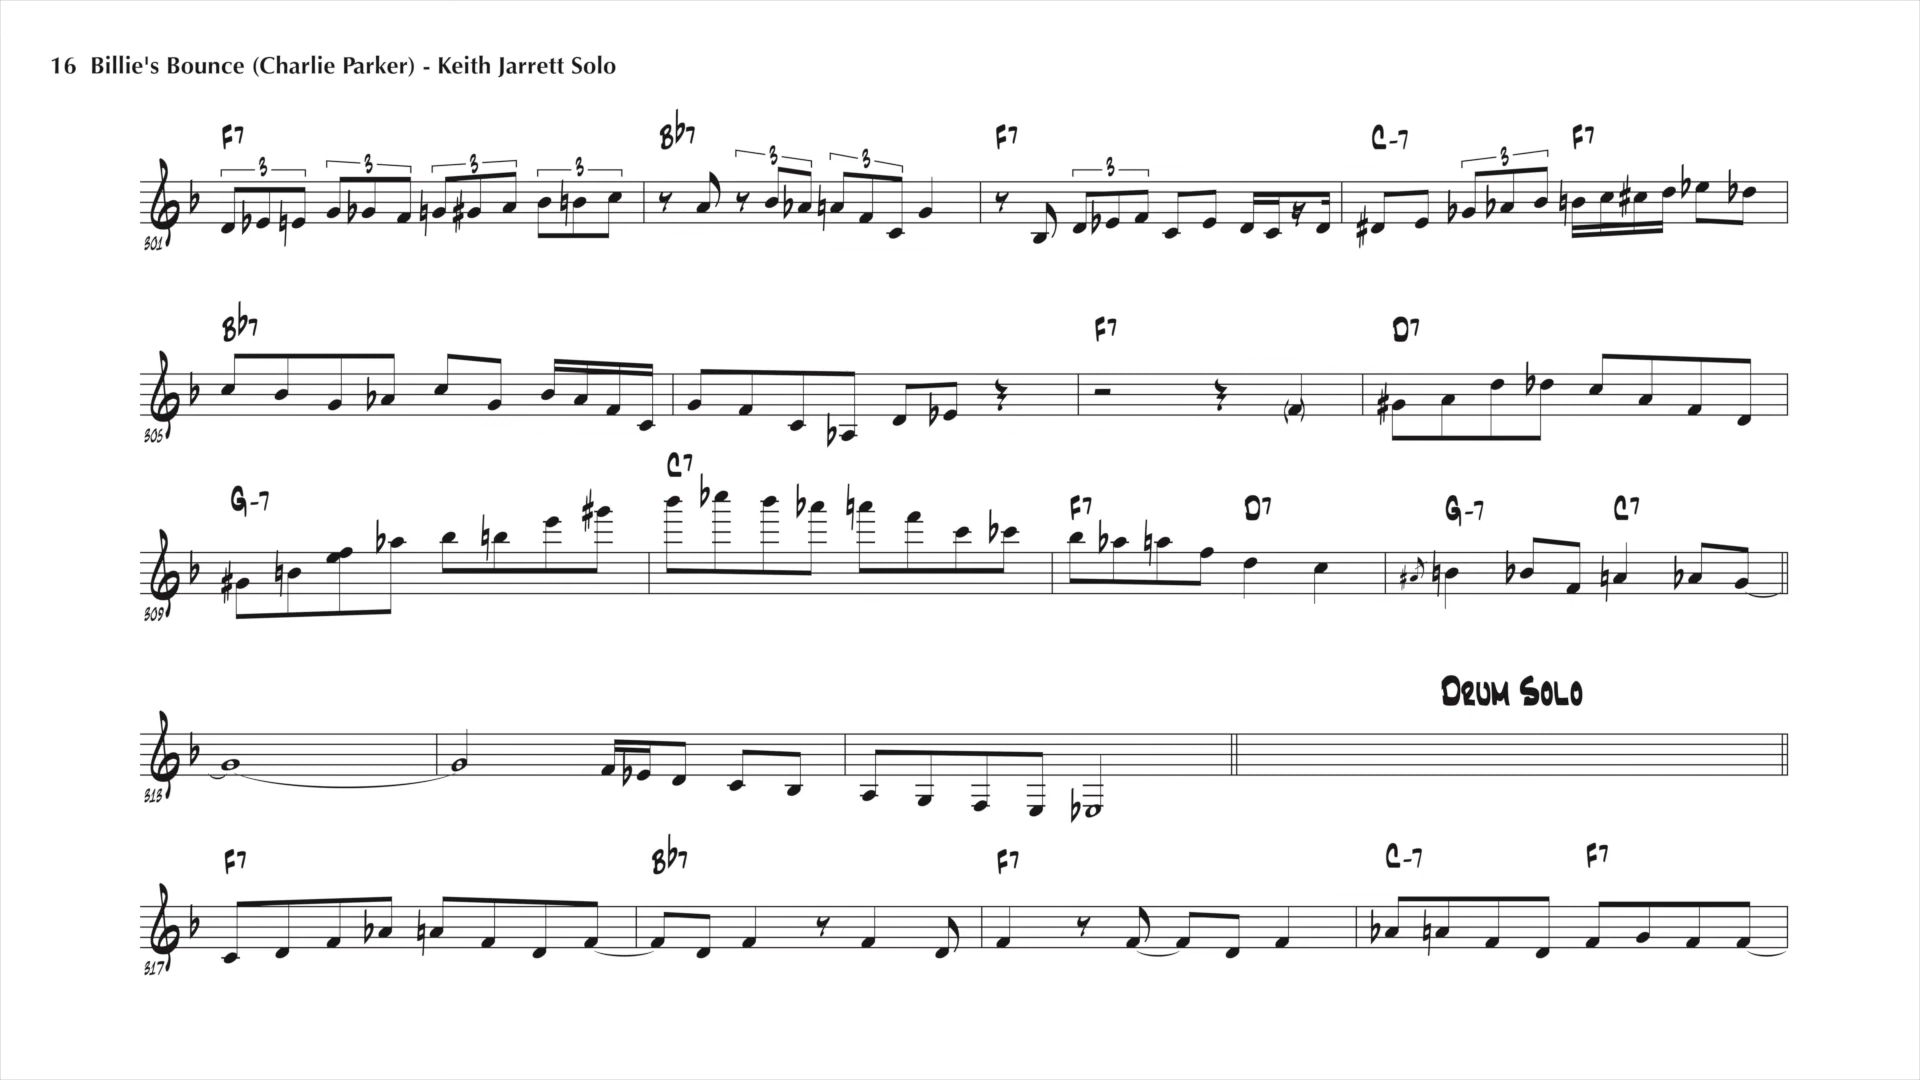 16 Billie's Bounce (Charlie Parker) - Keith Jarrett Solo
F7 Bb7 F7 C-7 F7
3 3 3 3 3 3 3 3
301
Bb7 F7 D7
305
G-7 C7 F7 D7 G-7 C7
309
DRUM SOLO
313
F7 Bb7 F7 C-7 F7
317